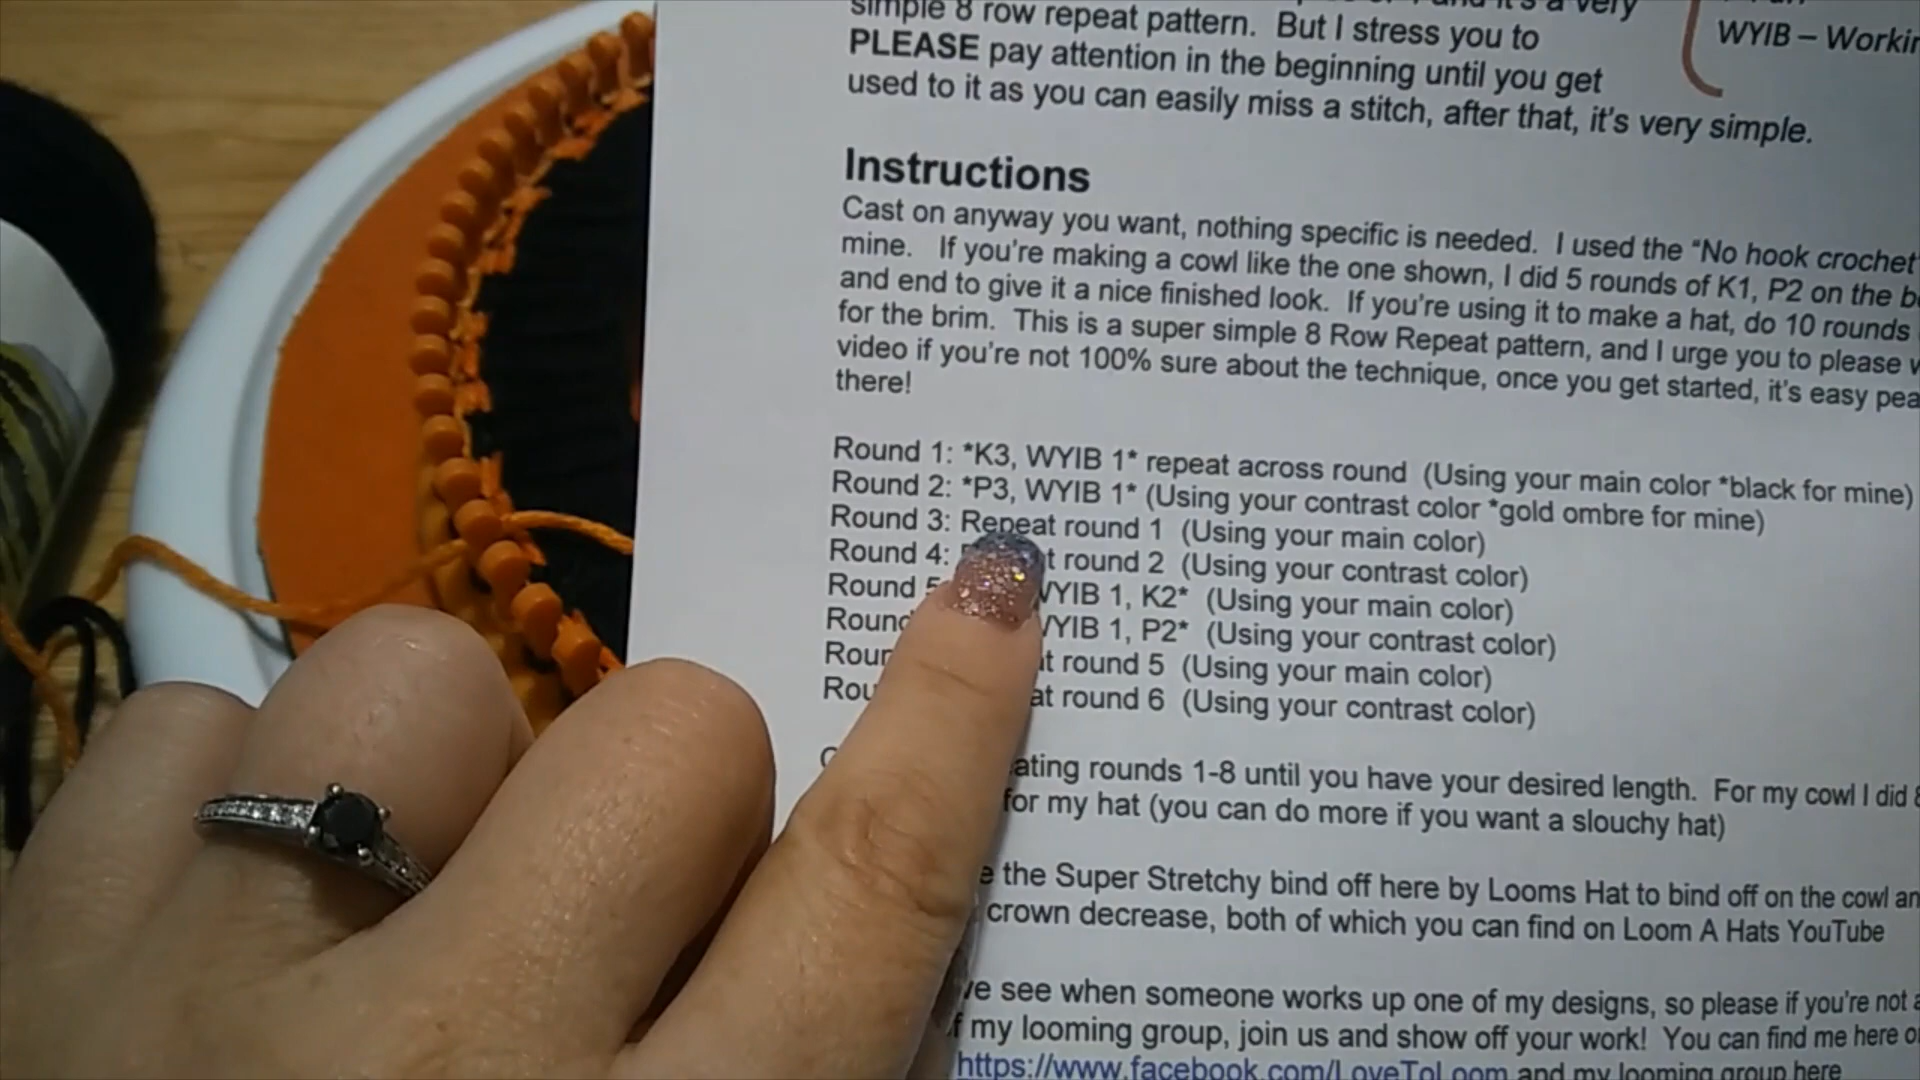 simple 8 row repeat pattern. But I stress you to
PLEASE pay attention in the beginning until you get
used to it as you can easily miss a stitch, after that, it's very simple.
WYIB –
Instructions
Cast on anyway you want, nothing specific is needed. I used the "No hook crochet"
mine. If you're making a cowl like the one shown, I did 5 rounds of K1, P2 on the
and end to give it a nice finished look. If you're using it to make a hat, do 10 rounds
for the brim. This is a super simple 8 Row Repeat pattern, and I urge you to please
video if you're not 100% sure about the technique, once you get started, it's easy
there!
Round 1: *K3, WYIB 1* repeat across round (Using your main color *black for mine)
Round 2: *P3, WYIB 1* (Using your contrast color *gold ombre for mine)
Round 3: Repeat round 1 (Using your main color)
Round 4: round 2 (Using your contrast color)
Round WYIB 1, K2* (Using your main color)
Round WYIB 1, P2* (Using your contrast color)
round 5 (Using your main color)
round 6 (Using your contrast color)
rounds 1-8 until you have your desired length. For my cowl I did
for my hat (you can do more if you want a slouchy hat)
the Super Stretchy bind off here by Looms Hat to bind off on the cowl
crown decrease, both of which you can find on Loom A Hats YouTube
see when someone works up one of my designs, so please if you're not
my looming group, join us and show off your work! You can find me here
https://www.facebook.com/LoveToLoom and my looming group here